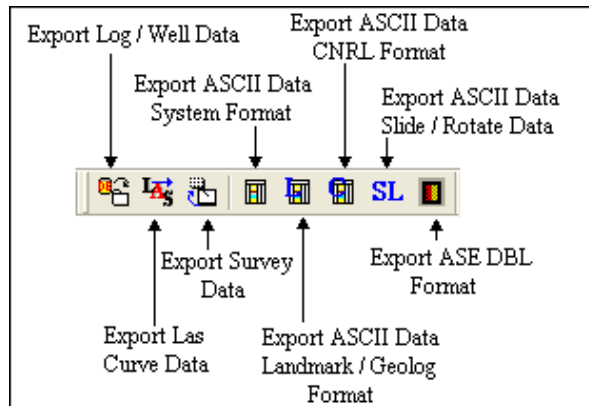 Export Log / Well Data
Export ASCII Data
CNRL Format
Export ASCII Data
System Format
Export ASCII Data
Slide / Rotate Data
DB
LAS
L
C
SL
Export Survey
Data
Export ASE DBL
Format
Export Las
Curve Data
Export ASCII Data
Landmark / Geolog
Format